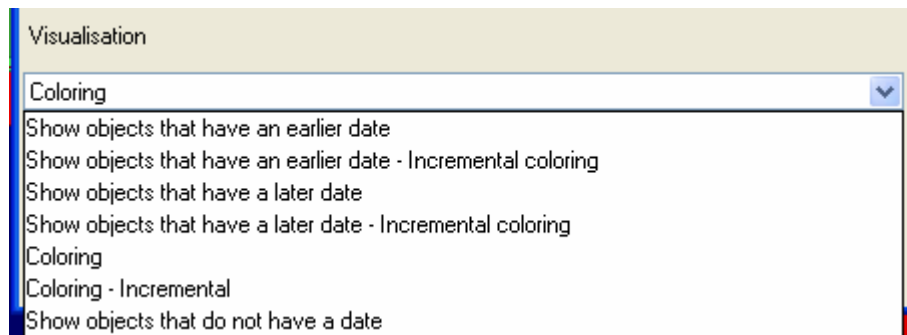 Visualisation
Coloring
Show objects that have an earlier date
Show objects that have an earlier date - Incremental coloring
Show objects that have a later date
Show objects that have a later date - Incremental coloring
Coloring
Coloring - Incremental
Show objects that do not have a date